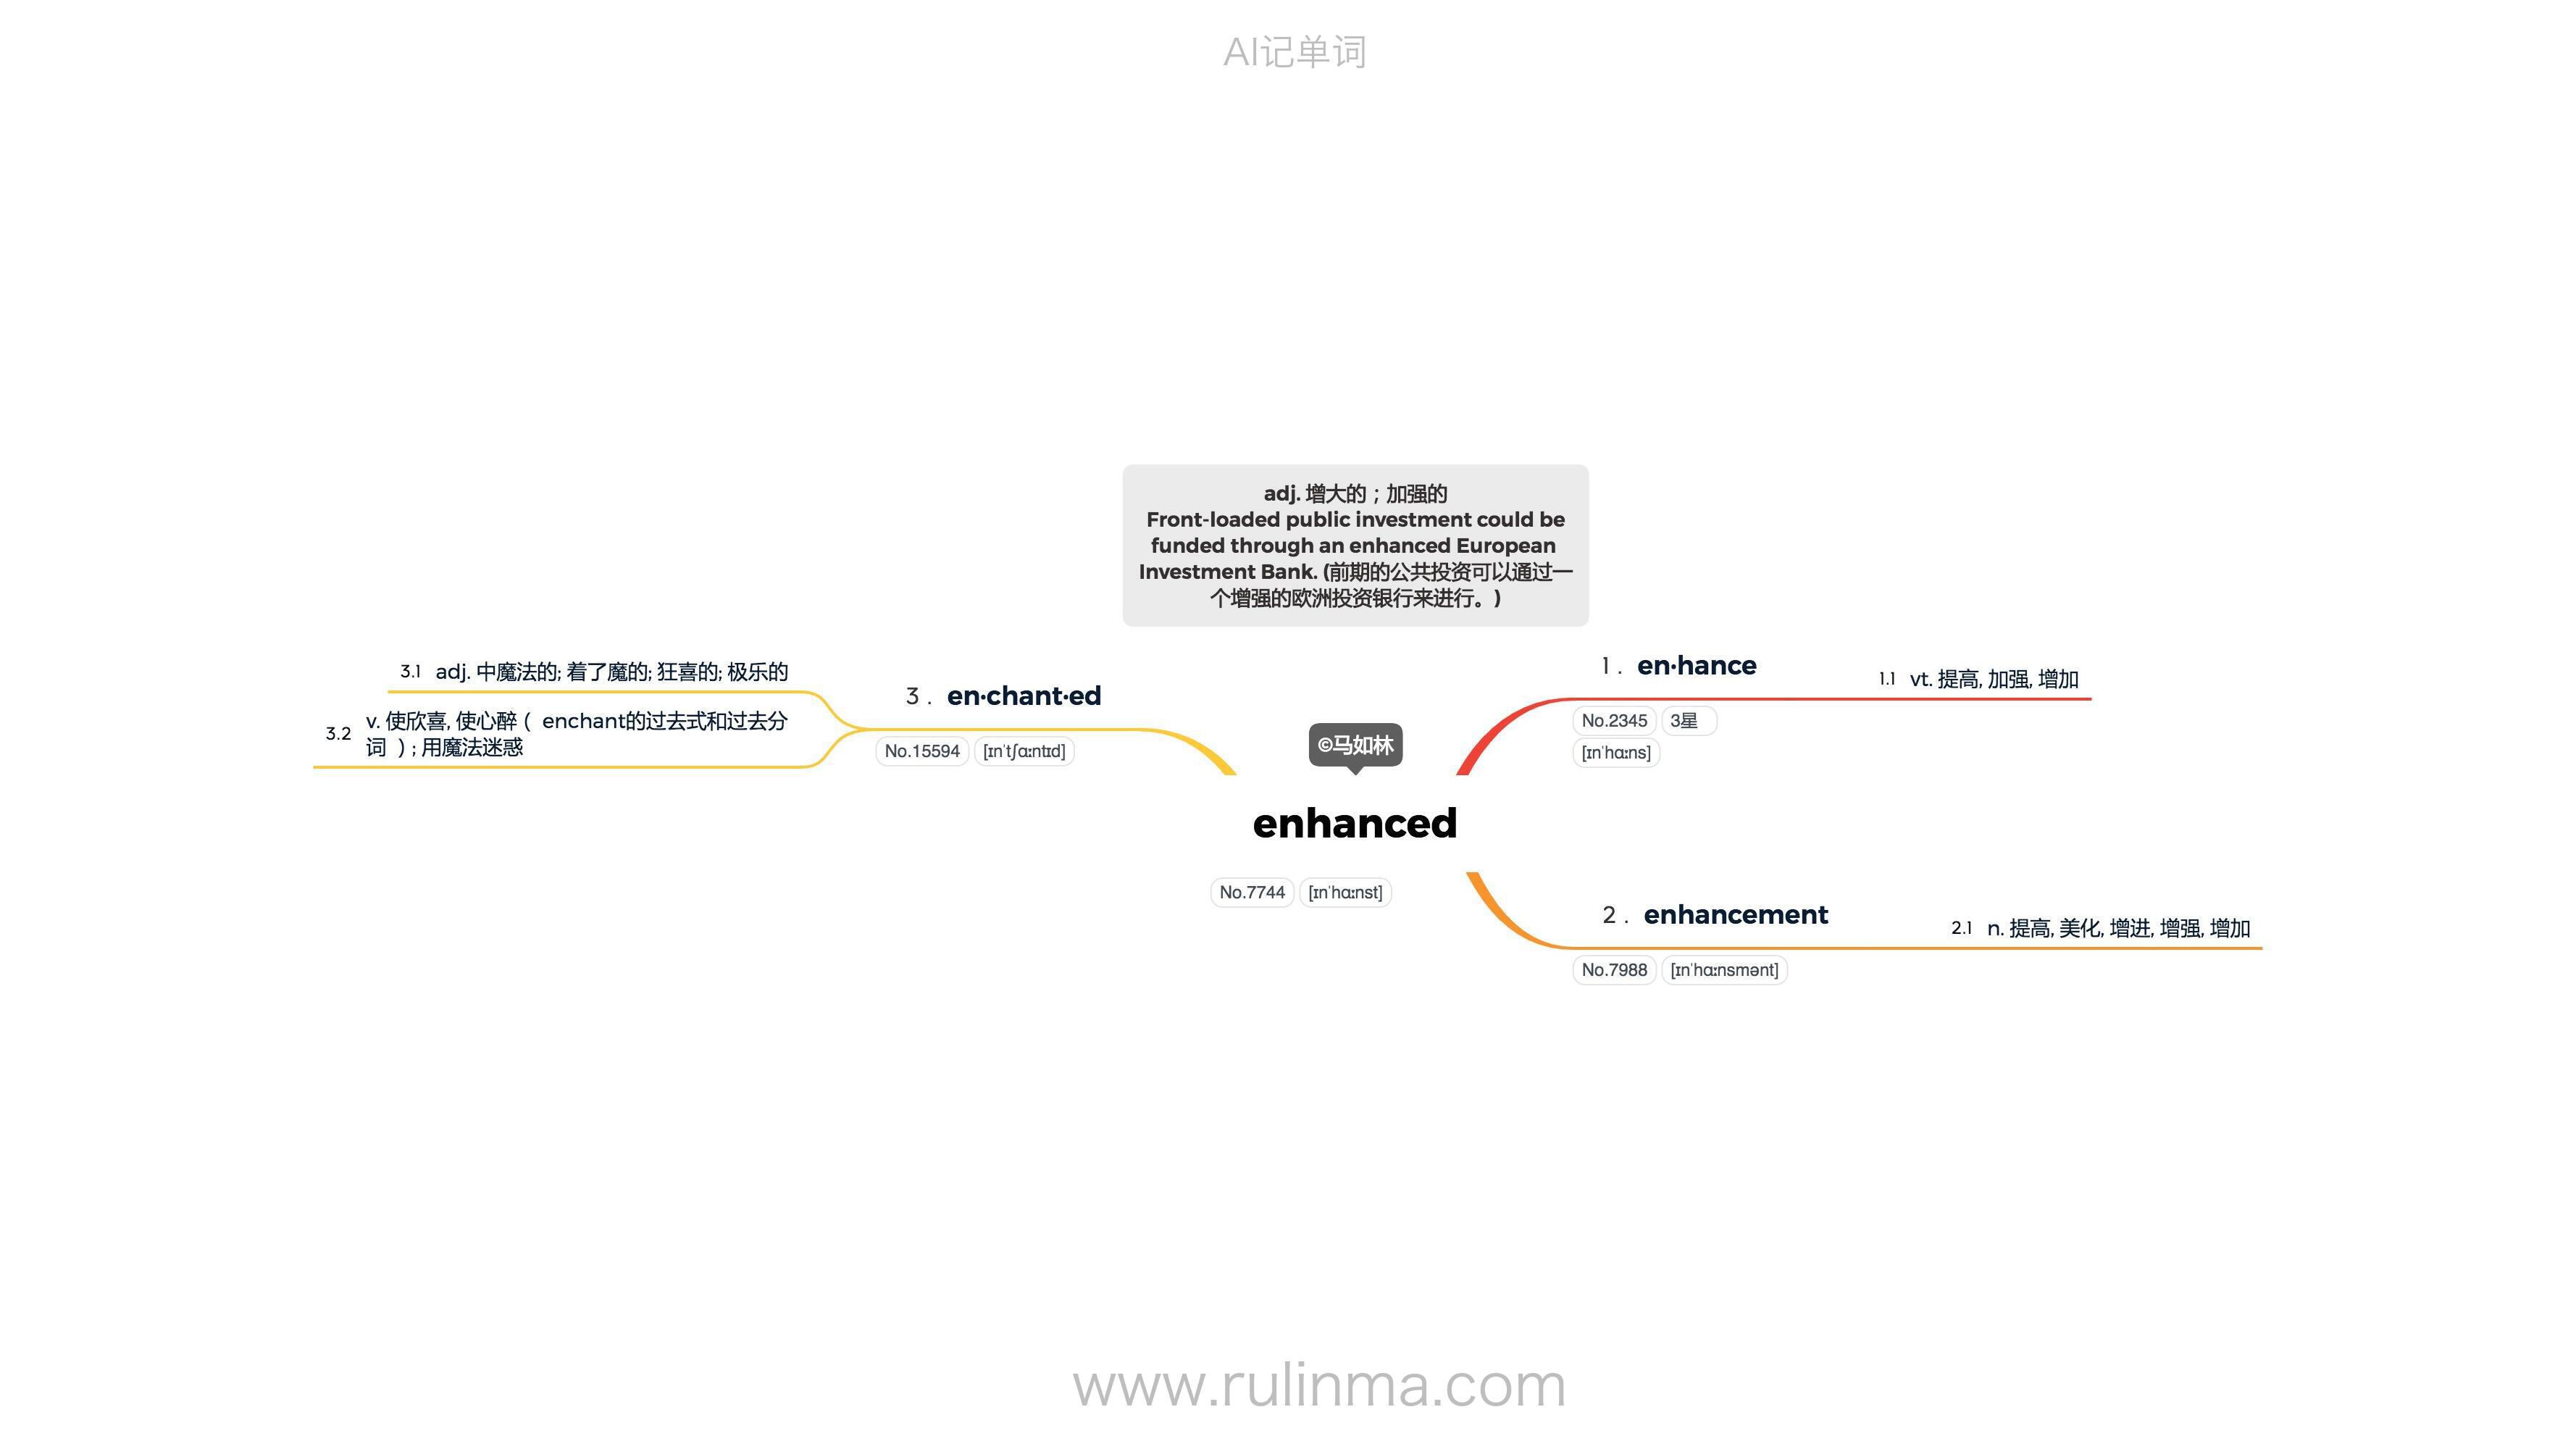 AI记单词
adj. 增大的；加强的
Front-loaded public investment could be
funded through an enhanced European
Investment Bank. (前期的公共投资可以通过一
个增强的欧洲投资银行来进行。)
©马如林
enhanced
No.7744 [ɪnˈhɑːnst]
1. en·hance
No.2345 3星
[ɪnˈhɑːns]
1.1 vt. 提高, 加强, 增加
2. enhancement
No.7988 [ɪnˈhɑːnsmənt]
2.1 n. 提高, 美化, 增进, 增强, 增加
3. en·chant·ed
No.15594 [ɪnˈtʃɑːntɪd]
3.1 adj. 中魔法的; 着了魔的; 狂喜的; 极乐的
3.2 v. 使欣喜, 使心醉（ enchant的过去式和过去分
词 ）; 用魔法迷惑
www.rulinma.com